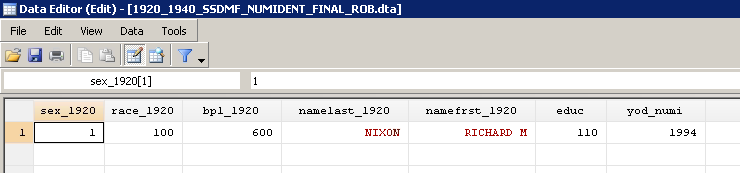 Data Editor (Edit) - [1920_1940_SSDMF_NUMIDENT_FINAL_ROB.dta]
File Edit View Data Tools
sex_1920[1] 1
sex_1920 race_1920 bpl_1920 namelast_1920 namefrst_1920 educ yod_numi
1 1 100 600 NIXON RICHARD M 110 1994